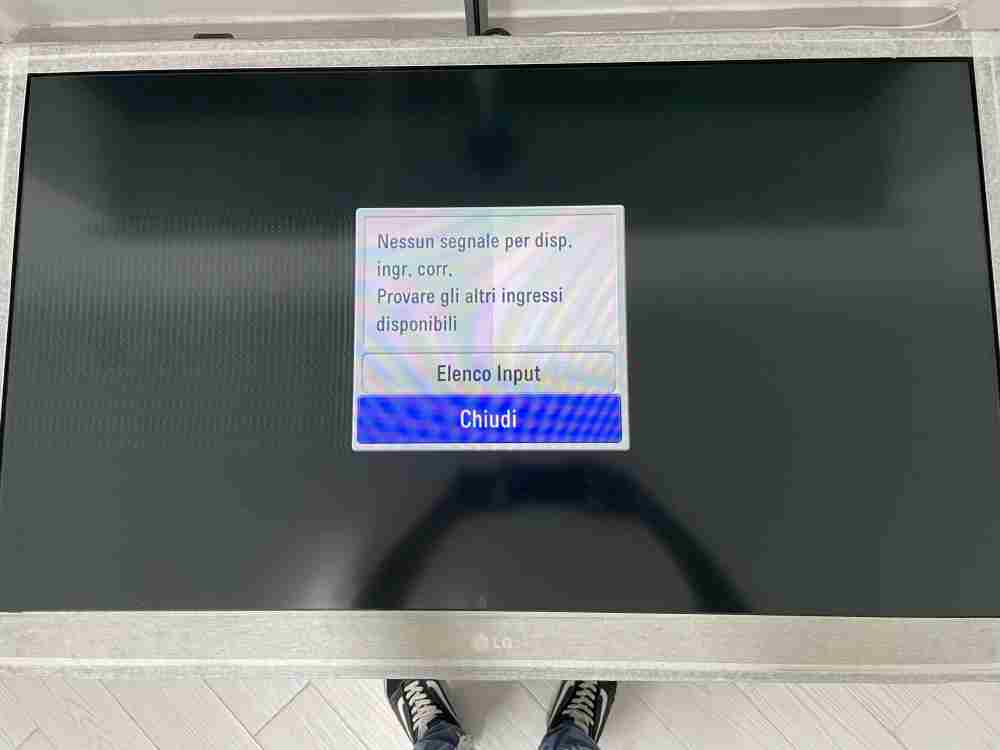 Nessun segnale per disp.
ingr. corr.
Provare gli altri ingressi
disponibili
Elenco Input
Chiudi
LG